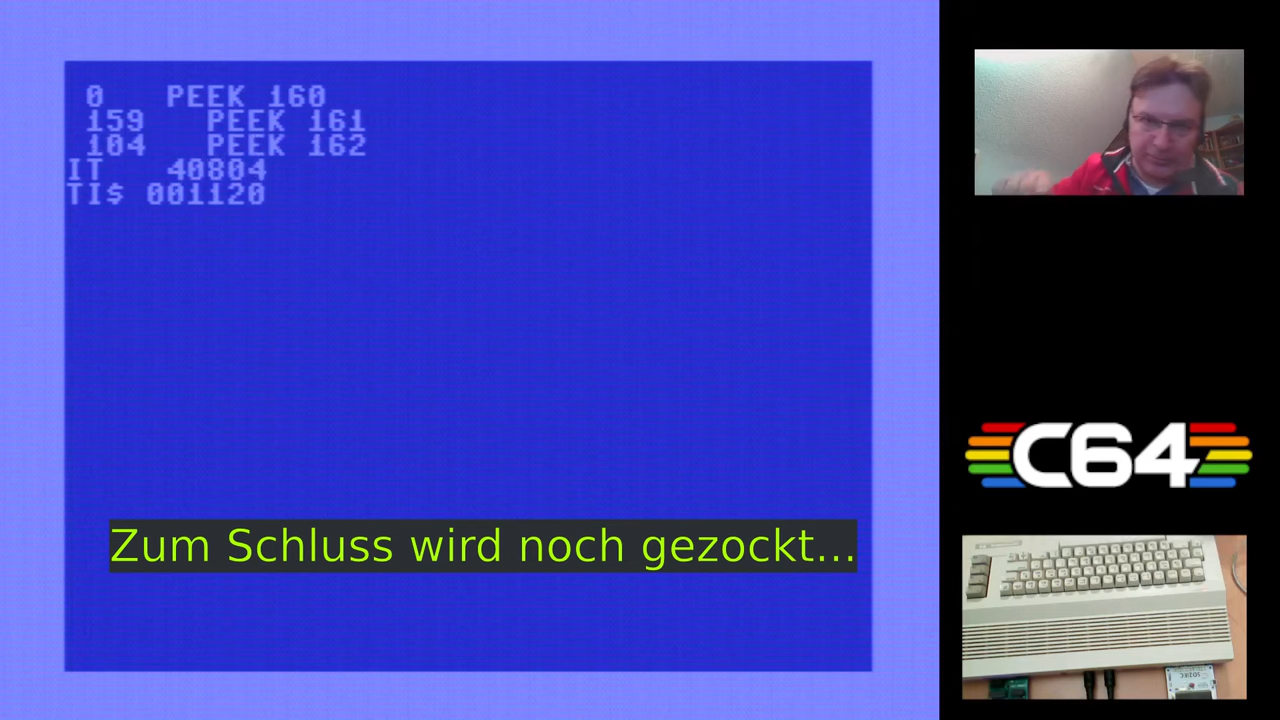 0 PEEK 160
159 PEEK 161
104 PEEK 162
IT 40804
TI$ 001120
Zum Schluss wird noch gezockt...
C64